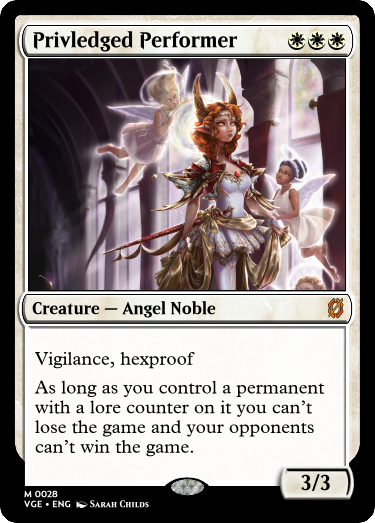 Privledged Performer
Creature — Angel Noble
Vigilance, hexproof
As long as you control a permanent
with a lore counter on it you can't
lose the game and your opponents
can't win the game.
3/3
M 0028
VGE • ENG Sarah Childs